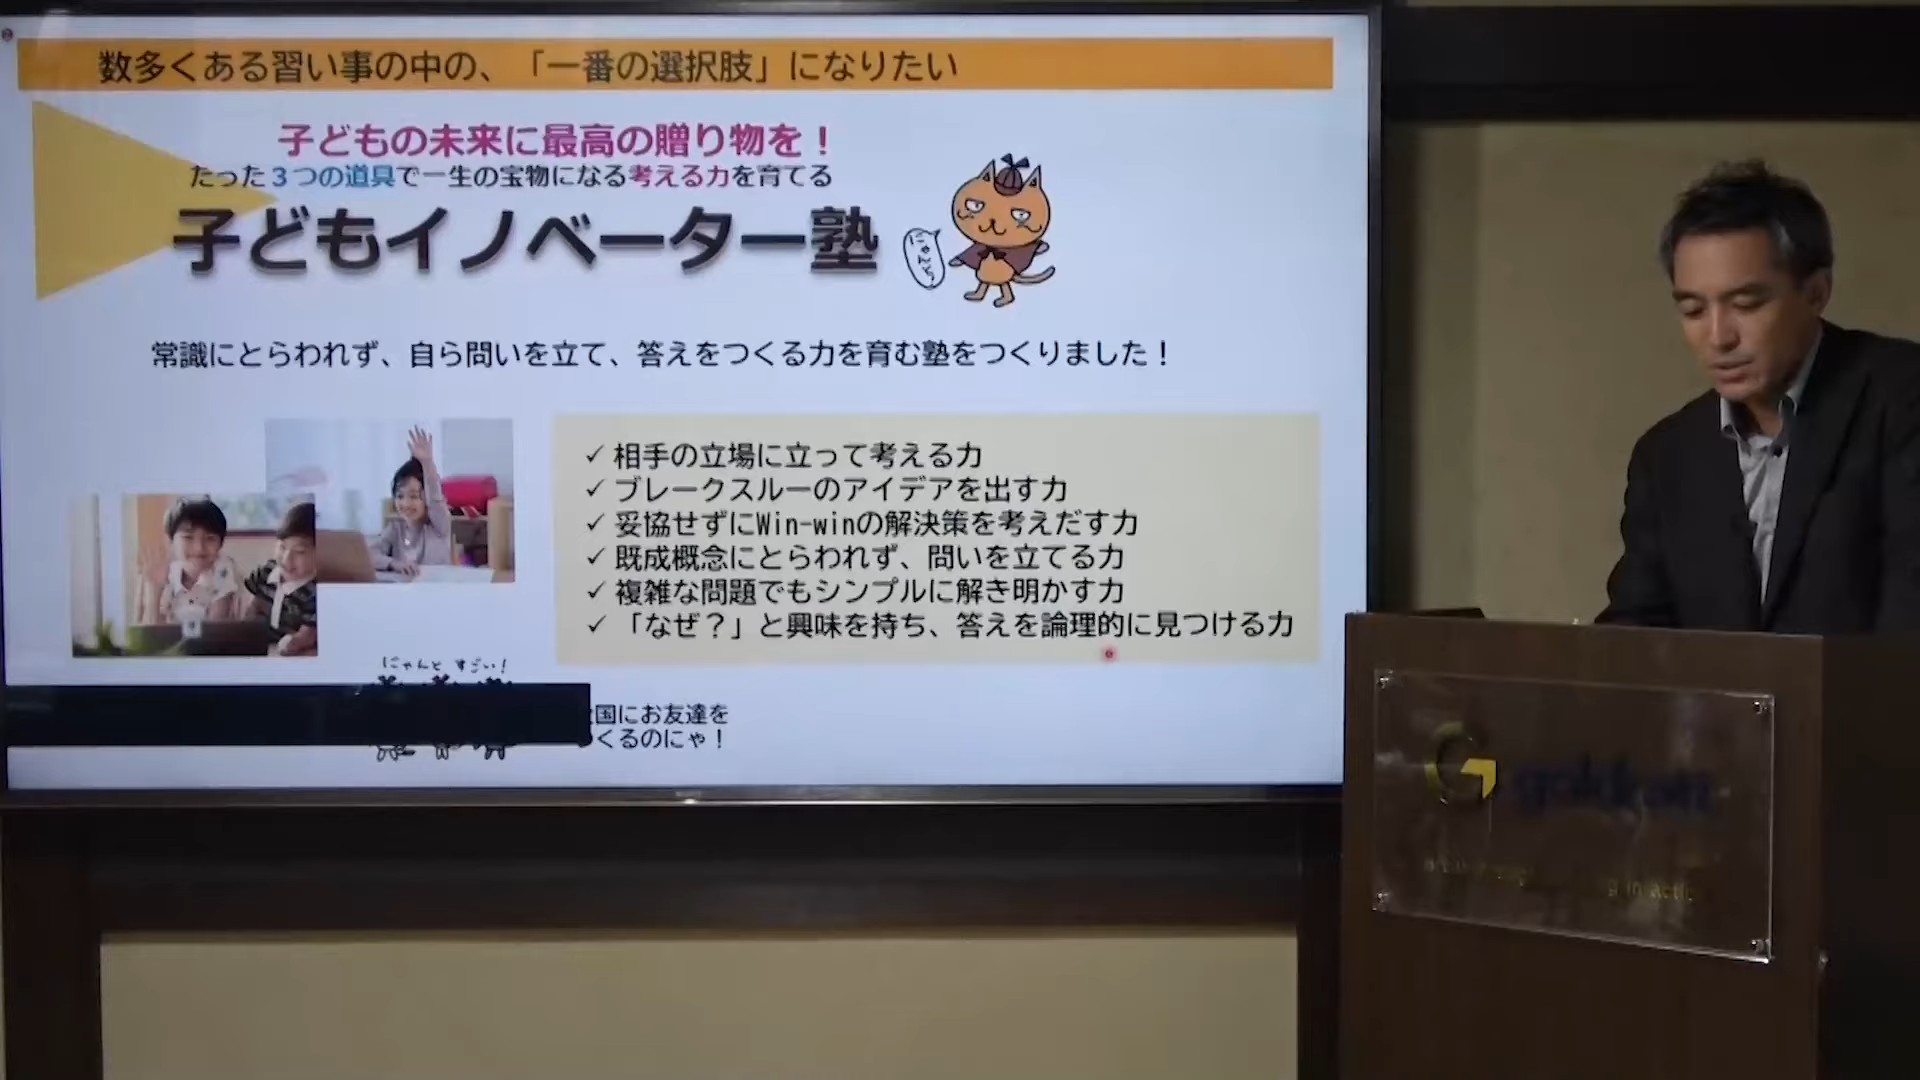 数多くある習い事の中の、「一番の選択肢」になりたい
子どもの未来に最高の贈り物を！
たった３つの道具で一生の宝物になる考える力を育てる
子どもイノベーター塾
にゃんと！
常識にとらわれず、自ら問いを立て、答えをつくる力を育む塾をつくりました！
✓ 相手の立場に立って考える力
✓ ブレークスルーのアイデアを出す力
✓ 妥協せずにWin-winの解決策を考えだす力
✓ 既成概念にとらわれず、問いを立てる力
✓ 複雑な問題でもシンプルに解き明かす力
✓ 「なぜ？」と興味を持ち、答えを論理的に見つける力
にゃんと すごい！
国にお友達を
くるのにゃ！
G goldratt
in action